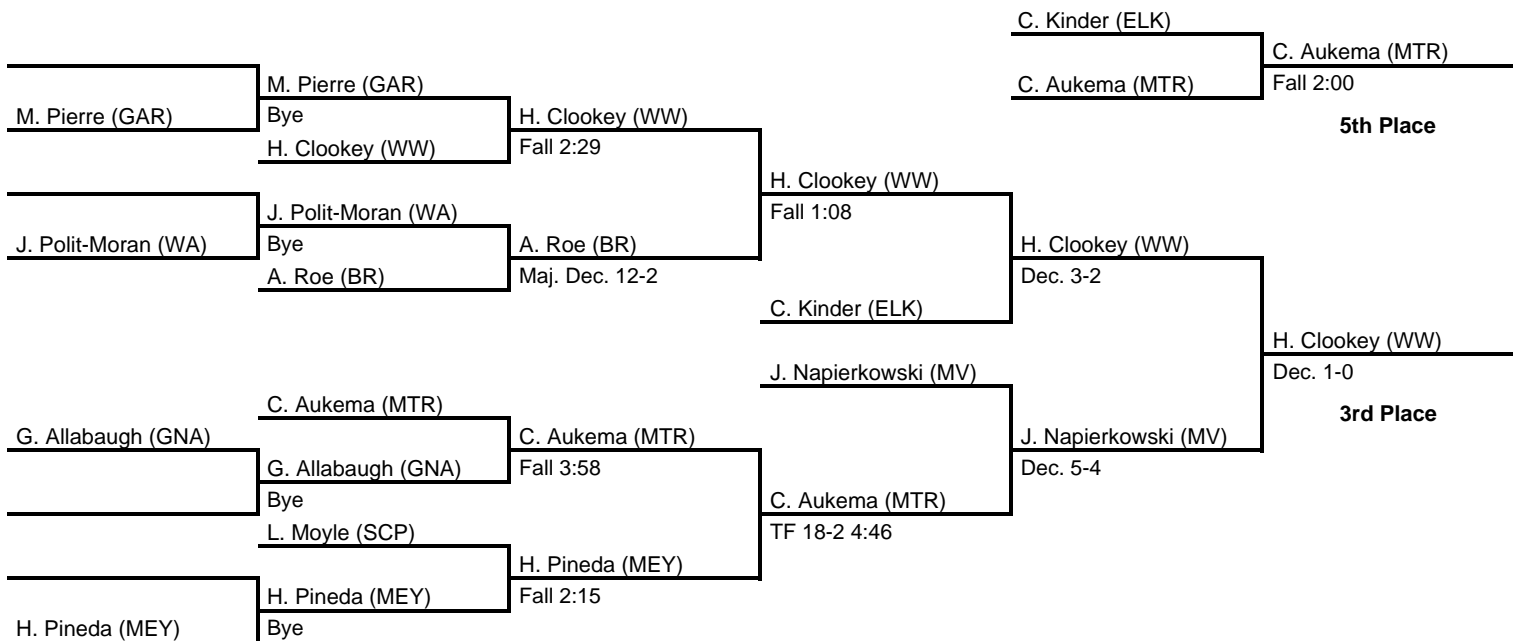 C. Kinder (ELK)
C. Aukema (MTR)
M. Pierre (GAR)
C. Aukema (MTR)
Fall 2:00
M. Pierre (GAR)
Bye
H. Clookey (WW)
5th Place
H. Clookey (WW)
Fall 2:29
H. Clookey (WW)
J. Polit-Moran (WA)
Fall 1:08
J. Polit-Moran (WA)
Bye
A. Roe (BR)
H. Clookey (WW)
A. Roe (BR)
Maj. Dec. 12-2
Dec. 3-2
C. Kinder (ELK)
H. Clookey (WW)
J. Napierkowski (MV)
Dec. 1-0
C. Aukema (MTR)
3rd Place
G. Allabaugh (GNA)
C. Aukema (MTR)
J. Napierkowski (MV)
G. Allabaugh (GNA)
Fall 3:58
Dec. 5-4
Bye
C. Aukema (MTR)
L. Moyle (SCP)
TF 18-2 4:46
H. Pineda (MEY)
H. Pineda (MEY)
Fall 2:15
H. Pineda (MEY)
Bye